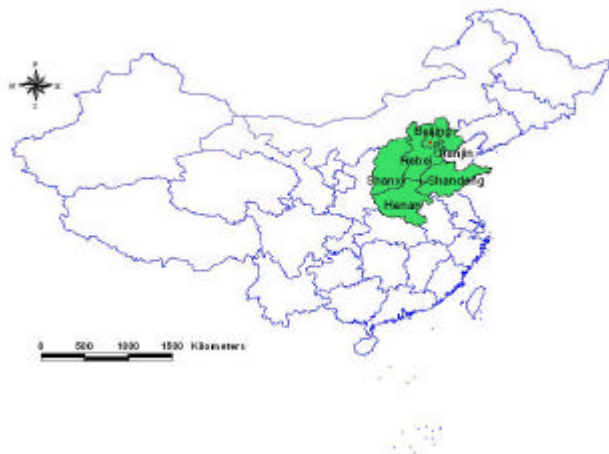 Beijing
Tianjin
Hebei
Shanxi
Shandong
Henan
0 500 1000 1500 Kilometers